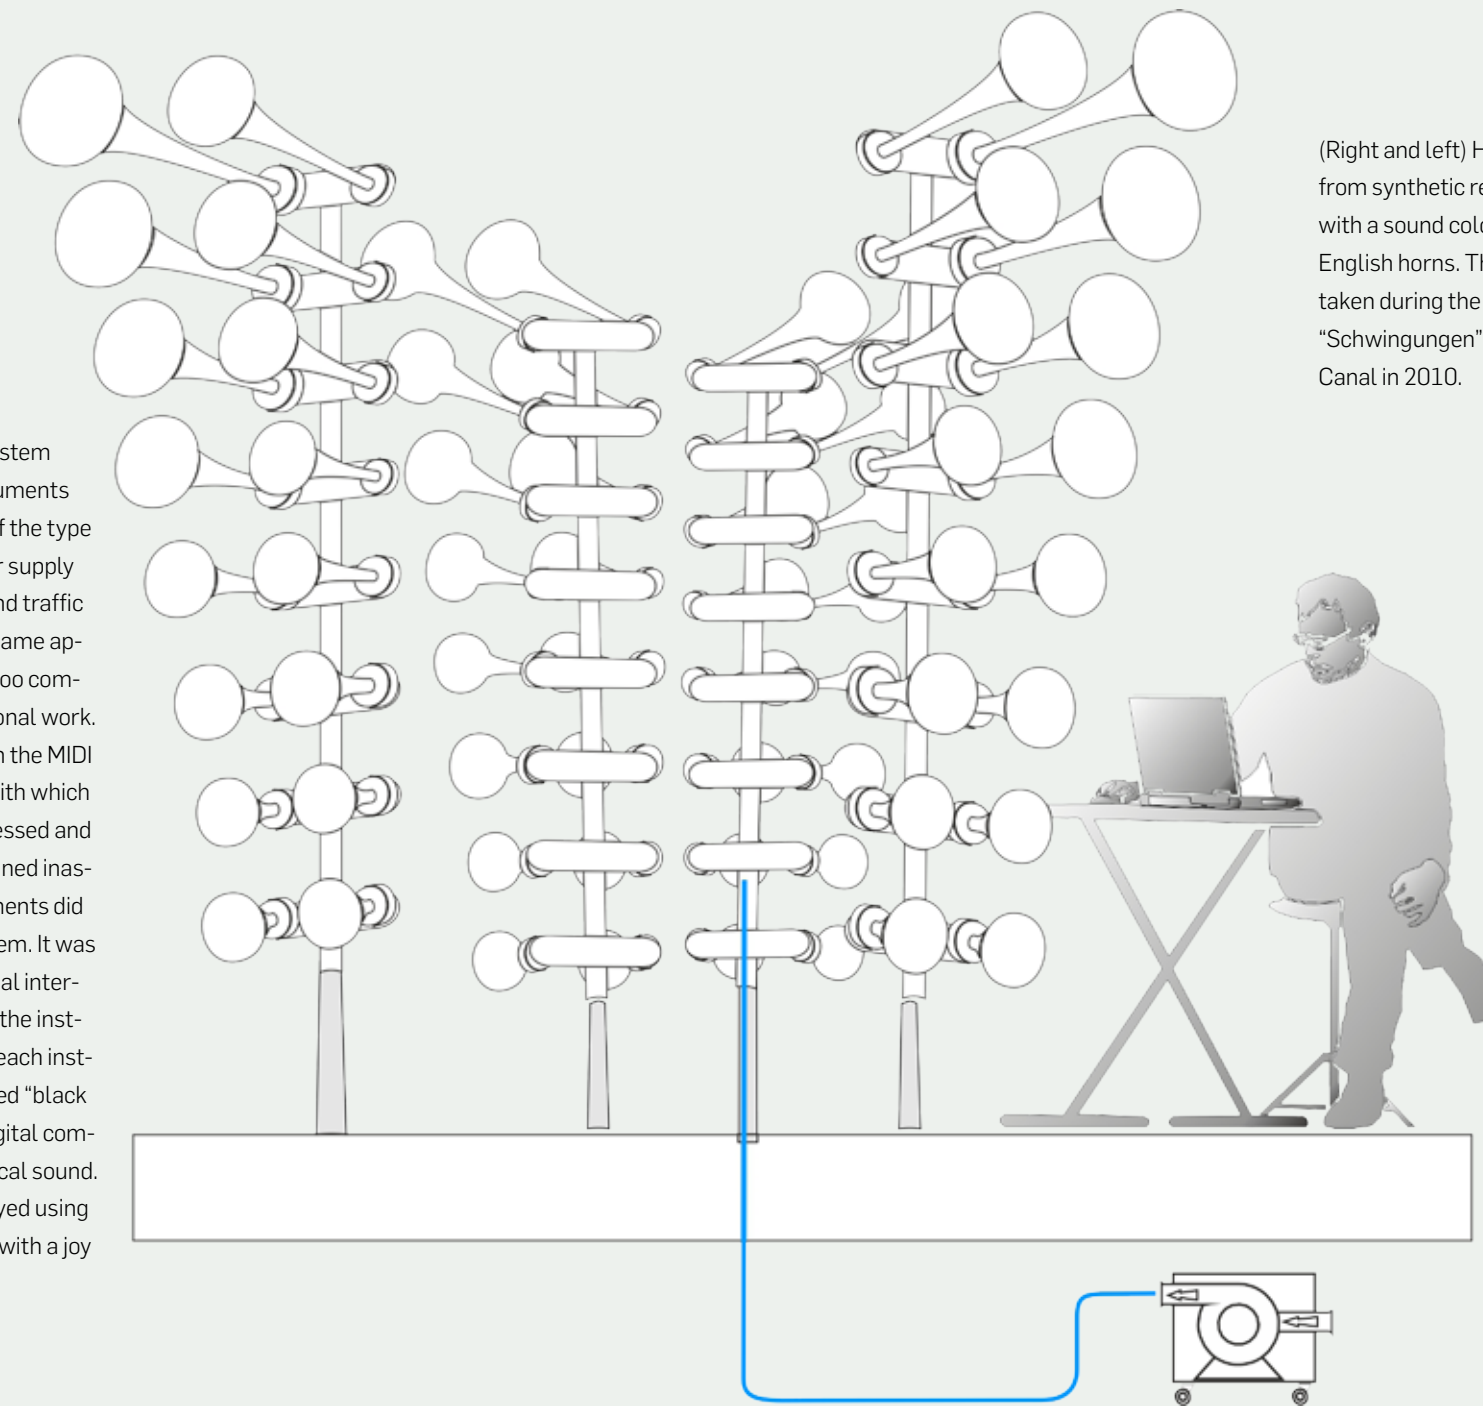 stem
uments
f the type
r supply
nd traffic
ame ap-
oo com-
onal work.
n the MIDI
ith which
essed and
ned inas-
ments did
em. It was
al inter-
the inst-
each inst-
ed “black
gital com-
cal sound.
yed using
with a joy
(Right and left) H
from synthetic re
with a sound colo
English horns. Th
taken during the
“Schwingungen”
Canal in 2010.